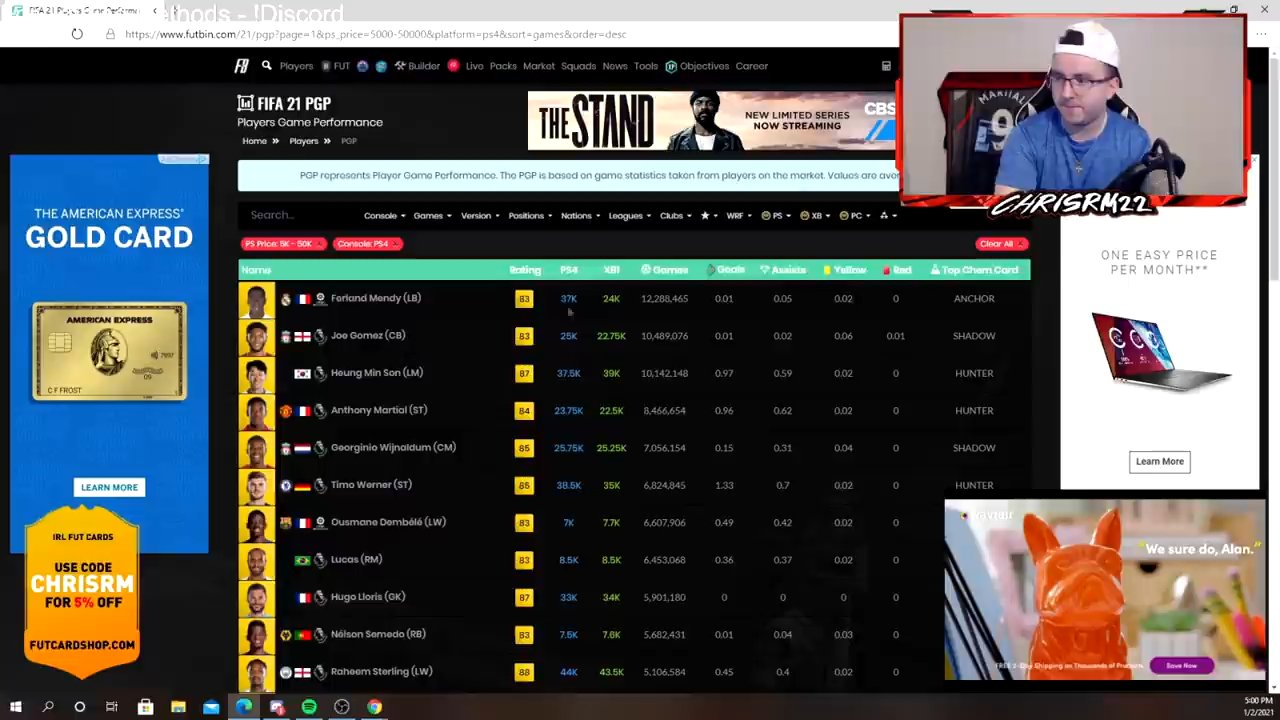 FIFA 21 Players Game Performa
ethods - !Discord
https://www.futbin.com/21/pgp?page=1&ps_price=5000-50000&platform=ps4&sort=games&order=desc
FB Players FUT Builder Live Packs Market Squads News Tools Objectives Career
FIFA 21 PGP
Players Game Performance
Home » Players » PGP
THE STAND
NEW LIMITED SERIES
NOW STREAMING
CBS
PGP represents Player Game Performance. The PGP is based on game statistics taken from players on the market. Values are aver
Search... Console Games Version Positions Nations Leagues Clubs WRF PS XB PC
PS Price: 5K - 50K Console: PS4 Clear All
Name Rating PS4 XB1 Games Goals Assists Yellow Red Top Chem Card
Ferland Mendy (LB) 83 37K 24K 12,288,465 0.01 0.05 0.02 0 ANCHOR
Joe Gomez (CB) 83 25K 22.75K 10,489,076 0.01 0.02 0.06 0.01 SHADOW
Heung Min Son (LM) 87 37.5K 39K 10,142,148 0.97 0.59 0.02 0 HUNTER
Anthony Martial (ST) 84 23.75K 22.5K 8,466,654 0.96 0.62 0.02 0 HUNTER
Georginio Wijnaldum (CM) 85 25.75K 25.25K 7,056,154 0.15 0.31 0.04 0 SHADOW
Timo Werner (ST) 85 38.5K 35K 6,824,845 1.33 0.7 0.02 0 HUNTER
Ousmane Dembélé (LW) 83 7K 7.7K 6,607,906 0.49 0.42 0.02 0
Lucas (RM) 83 8.5K 8.5K 6,453,068 0.36 0.37 0.02 0
Hugo Lloris (GK) 87 33K 34K 5,901,180 0 0 0 0
Nélson Semedo (RB) 83 7.5K 7.6K 5,682,431 0.01 0.04 0.03 0
Raheem Sterling (LW) 88 44K 43.5K 5,106,584 0.45 0.4 0.02 0
THE AMERICAN EXPRESS®
GOLD CARD
AMERICAN EXPRESS
C F FROST
LEARN MORE
IRL FUT CARDS
USE CODE
CHRISRM
FOR 5% OFF
FUTCARDSHOP.COM
MARTIAL
9
CHRISRM22
ONE EASY PRICE
PER MONTH**
Learn More
"We sure do, Alan."
Save Now
5:00 PM
1/2/2021